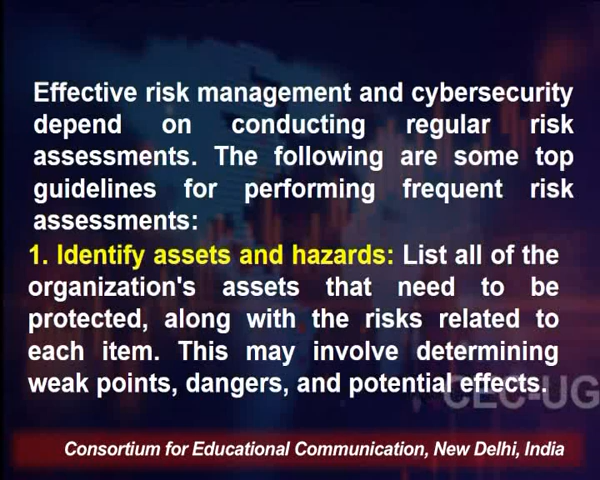 Effective risk management and cybersecurity
depend on conducting regular risk
assessments. The following are some top
guidelines for performing frequent risk
assessments:
1. Identify assets and hazards: List all of the
organization's assets that need to be
protected, along with the risks related to
each item. This may involve determining
weak points, dangers, and potential effects.
CEC-UG
Consortium for Educational Communication, New Delhi, India